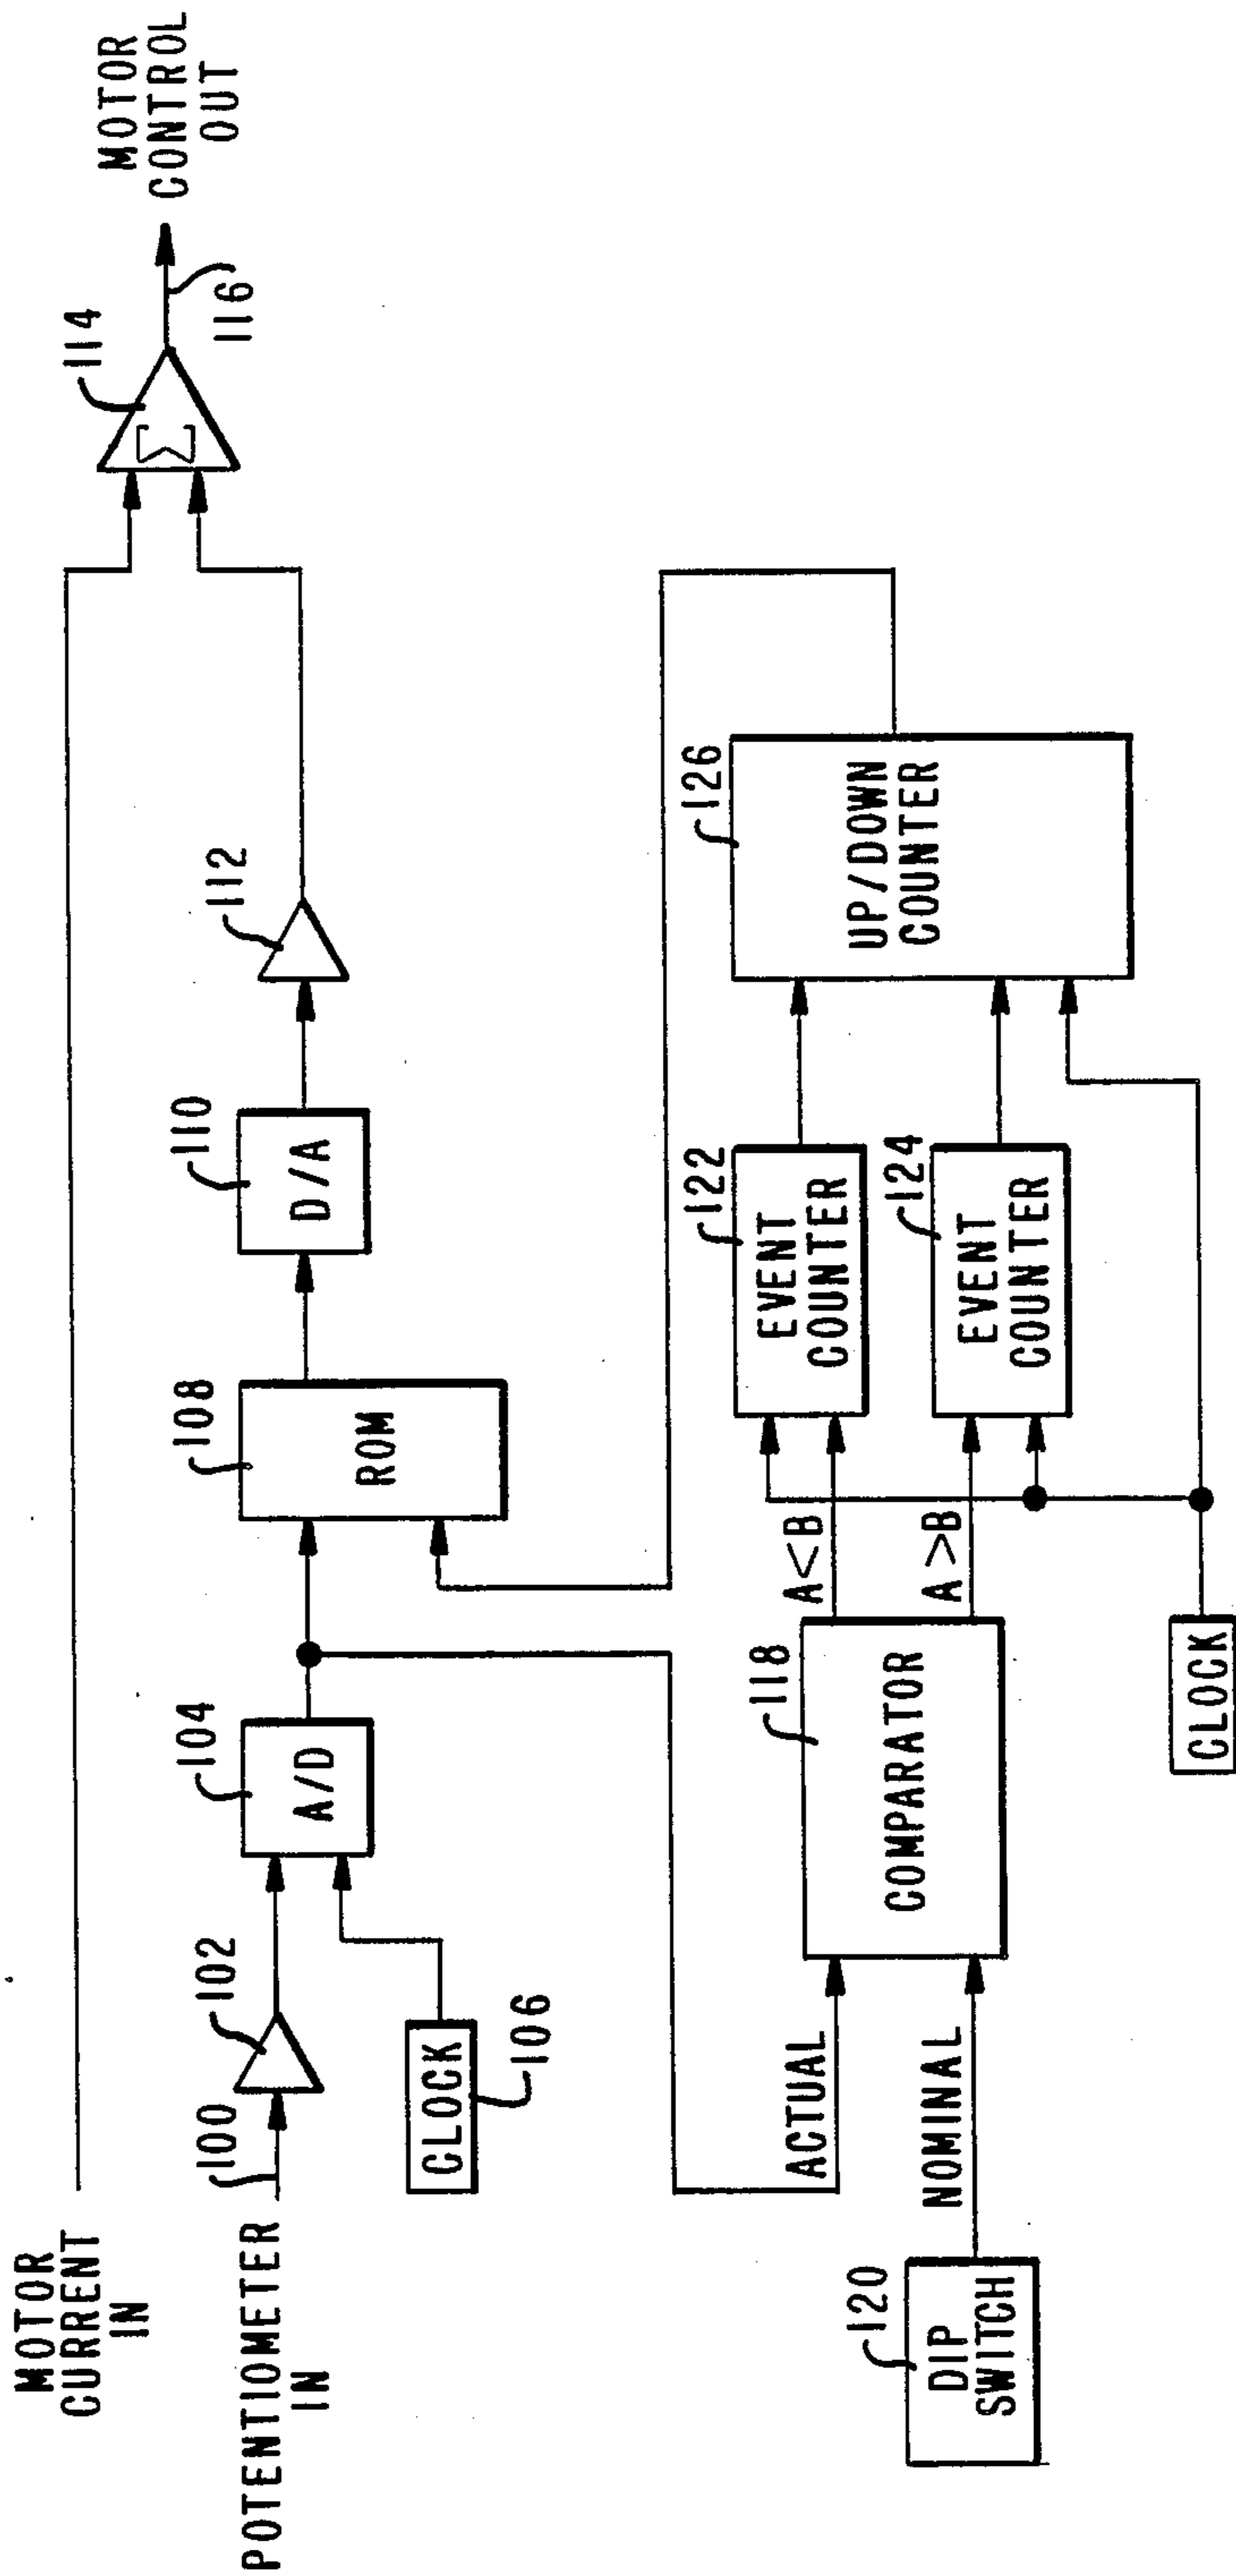 MOTOR
CURRENT
IN
MOTOR
CONTROL
OUT
114
Σ
116
POTENTIOMETER
IN
100
102
104
A/D
CLOCK
106
108
ROM
110
D/A
112
ACTUAL
NOMINAL
120
DIP
SWITCH
118
COMPARATOR
A<B
A>B
CLOCK
122
EVENT
COUNTER
124
EVENT
COUNTER
126
UP/DOWN
COUNTER